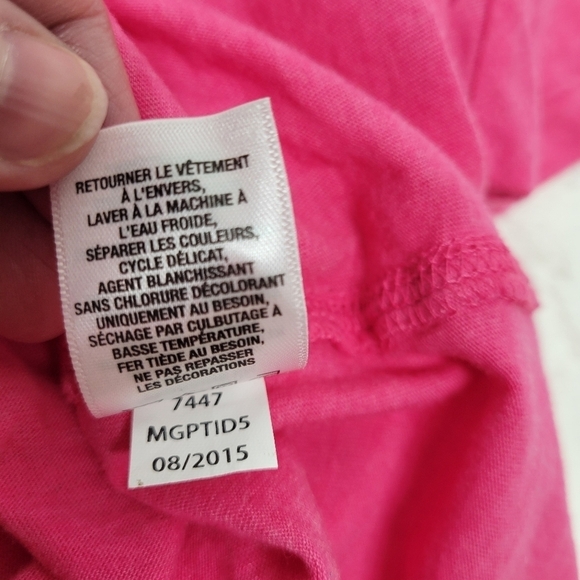 RETOURNER LE VÊTEMENT
À L'ENVERS,
LAVER À LA MACHINE À
L'EAU FROIDE,
SÉPARER LES COULEURS,
CYCLE DÉLICAT,
AGENT BLANCHISSANT
SANS CHLORURE DÉCOLORANT
UNIQUEMENT AU BESOIN,
SÉCHAGE PAR CULBUTAGE À
BASSE TEMPÉRATURE,
FER TIÈDE AU BESOIN,
NE PAS REPASSER
LES DÉCORATIONS
7447
MGPTID5
08/2015